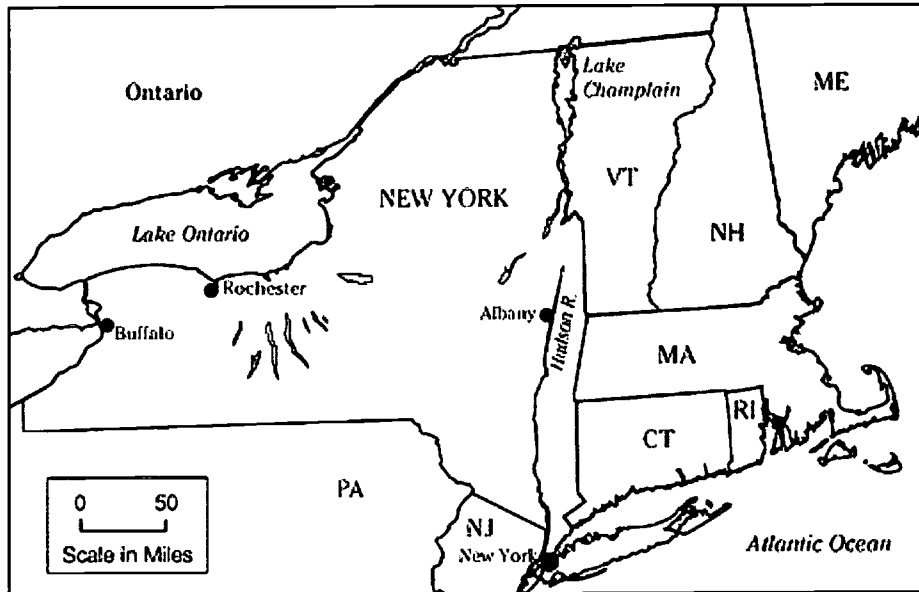 Ontario
Lake
Champlain
ME
VT
NEW YORK
NH
Lake Ontario
Rochester
Albany
Hudson R.
Buffalo
MA
RI
CT
PA
0 50
Scale in Miles
NJ
New York
Atlantic Ocean